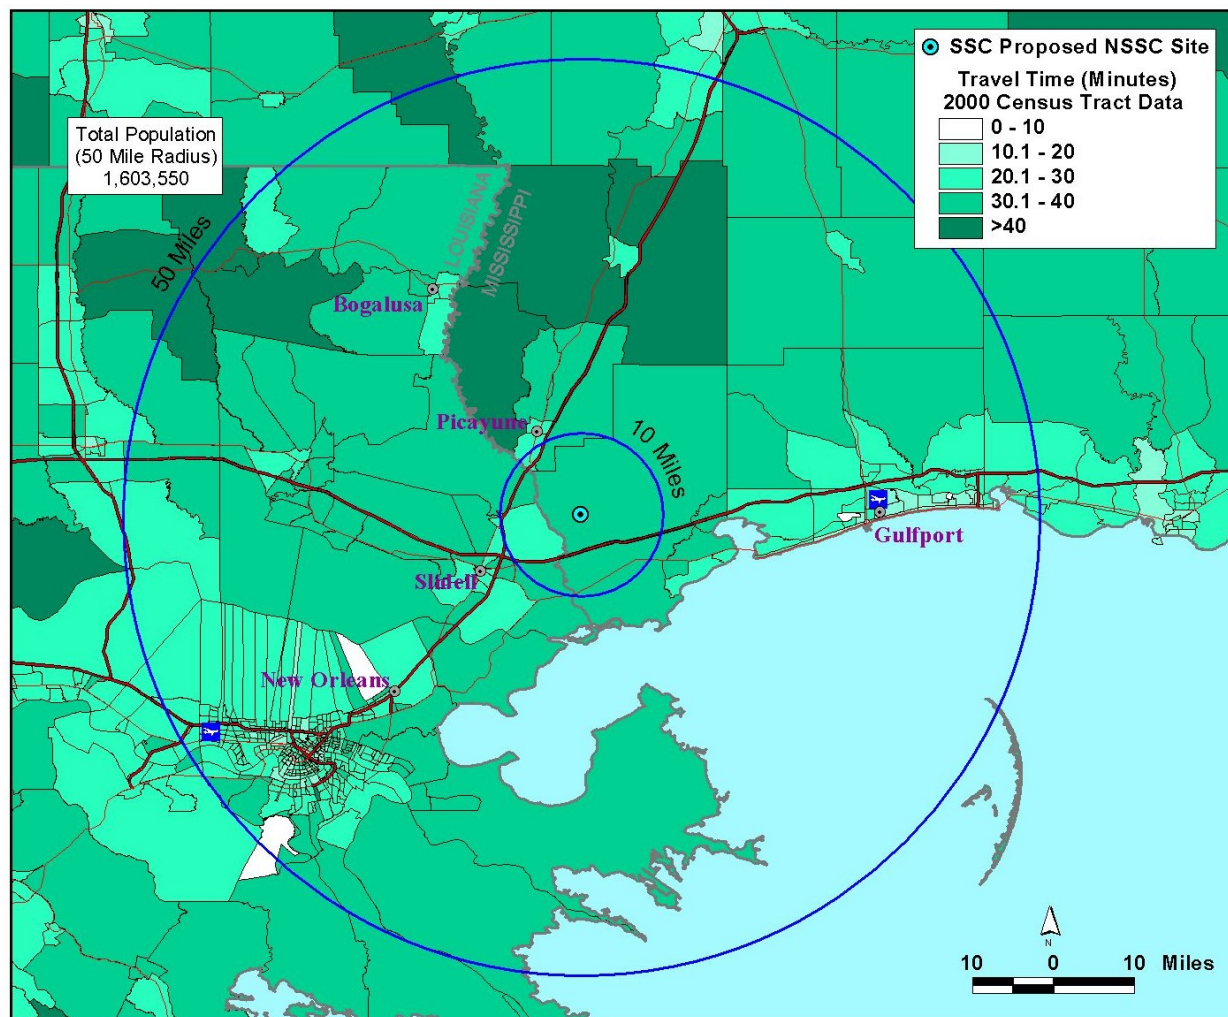 SSC Proposed NSSC Site
Travel Time (Minutes)
2000 Census Tract Data
0 - 10
10.1 - 20
20.1 - 30
30.1 - 40
>40
Total Population
(50 Mile Radius)
1,603,550
50 Miles
LOUISIANA
MISSISSIPPI
Bogalusa
Picayune
10 Miles
Gulfport
Slidell
New Orleans
N
10 0 10 Miles